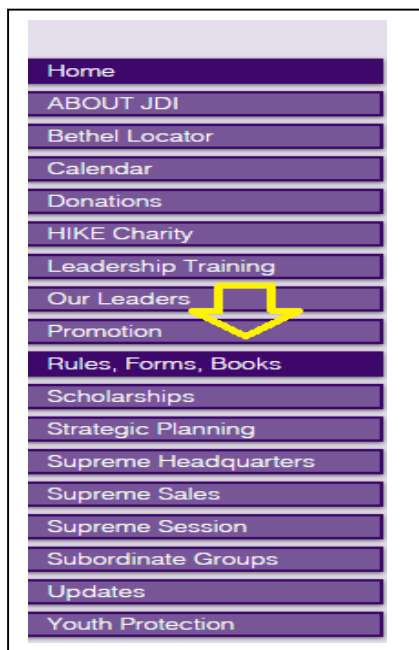 Home
ABOUT JDI
Bethel Locator
Calendar
Donations
HIKE Charity
Leadership Training
Our Leaders
Promotion
Rules, Forms, Books
Scholarships
Strategic Planning
Supreme Headquarters
Supreme Sales
Supreme Session
Subordinate Groups
Updates
Youth Protection